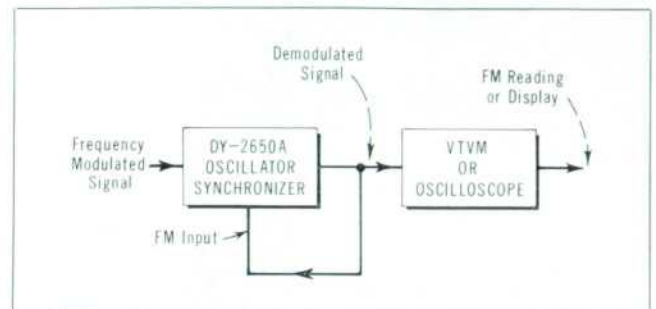 Demodulated
Signal
FM Reading
or Display
Frequency
Modulated
Signal
DY-2650A
OSCILLATOR
SYNCHRONIZER
VTVM
OR
OSCILLOSCOPE
FM Input